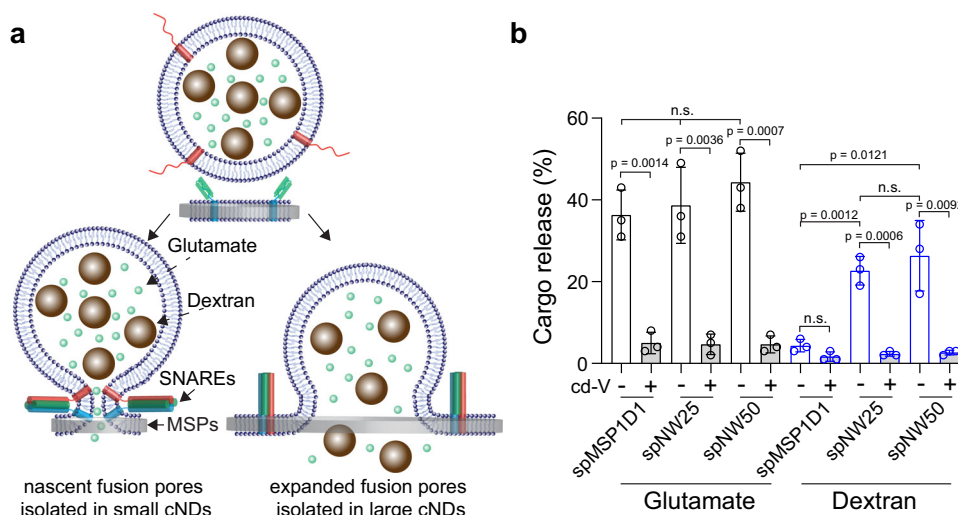 a
Glutamate
Dextran
SNAREs
MSPs
nascent fusion pores
isolated in small cNDs
expanded fusion pores
isolated in large cNDs
b
Cargo release (%)
60
40
20
0
n.s.
p = 0.0014
p = 0.0036
p = 0.0007
p = 0.0121
n.s.
p = 0.0012
p = 0.0006
p = 0.0092
n.s.
cd-V - + - + - + - + - + - +
spMSP1D1
spNW25
spNW50
spMSP1D1
spNW25
spNW50
Glutamate
Dextran